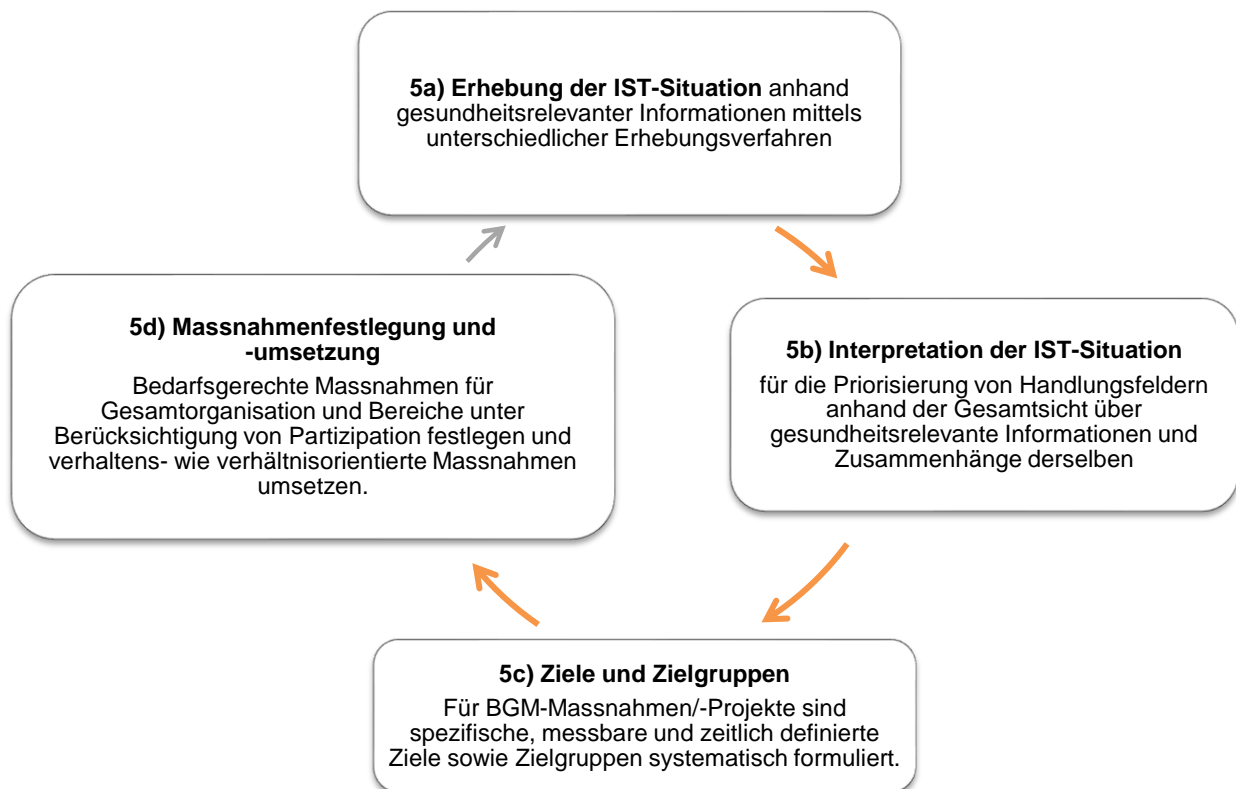 5a) Erhebung der IST-Situation anhand
gesundheitsrelevanter Informationen mittels
unterschiedlicher Erhebungsverfahren
5b) Interpretation der IST-Situation
für die Priorisierung von Handlungsfeldern
anhand der Gesamtsicht über
gesundheitsrelevante Informationen und
Zusammenhänge derselben
5c) Ziele und Zielgruppen
Für BGM-Massnahmen/-Projekte sind
spezifische, messbare und zeitlich definierte
Ziele sowie Zielgruppen systematisch formuliert.
5d) Massnahmenfestlegung und
-umsetzung
Bedarfsgerechte Massnahmen für
Gesamtorganisation und Bereiche unter
Berücksichtigung von Partizipation festlegen und
verhaltens- wie verhältnisorientierte Massnahmen
umsetzen.